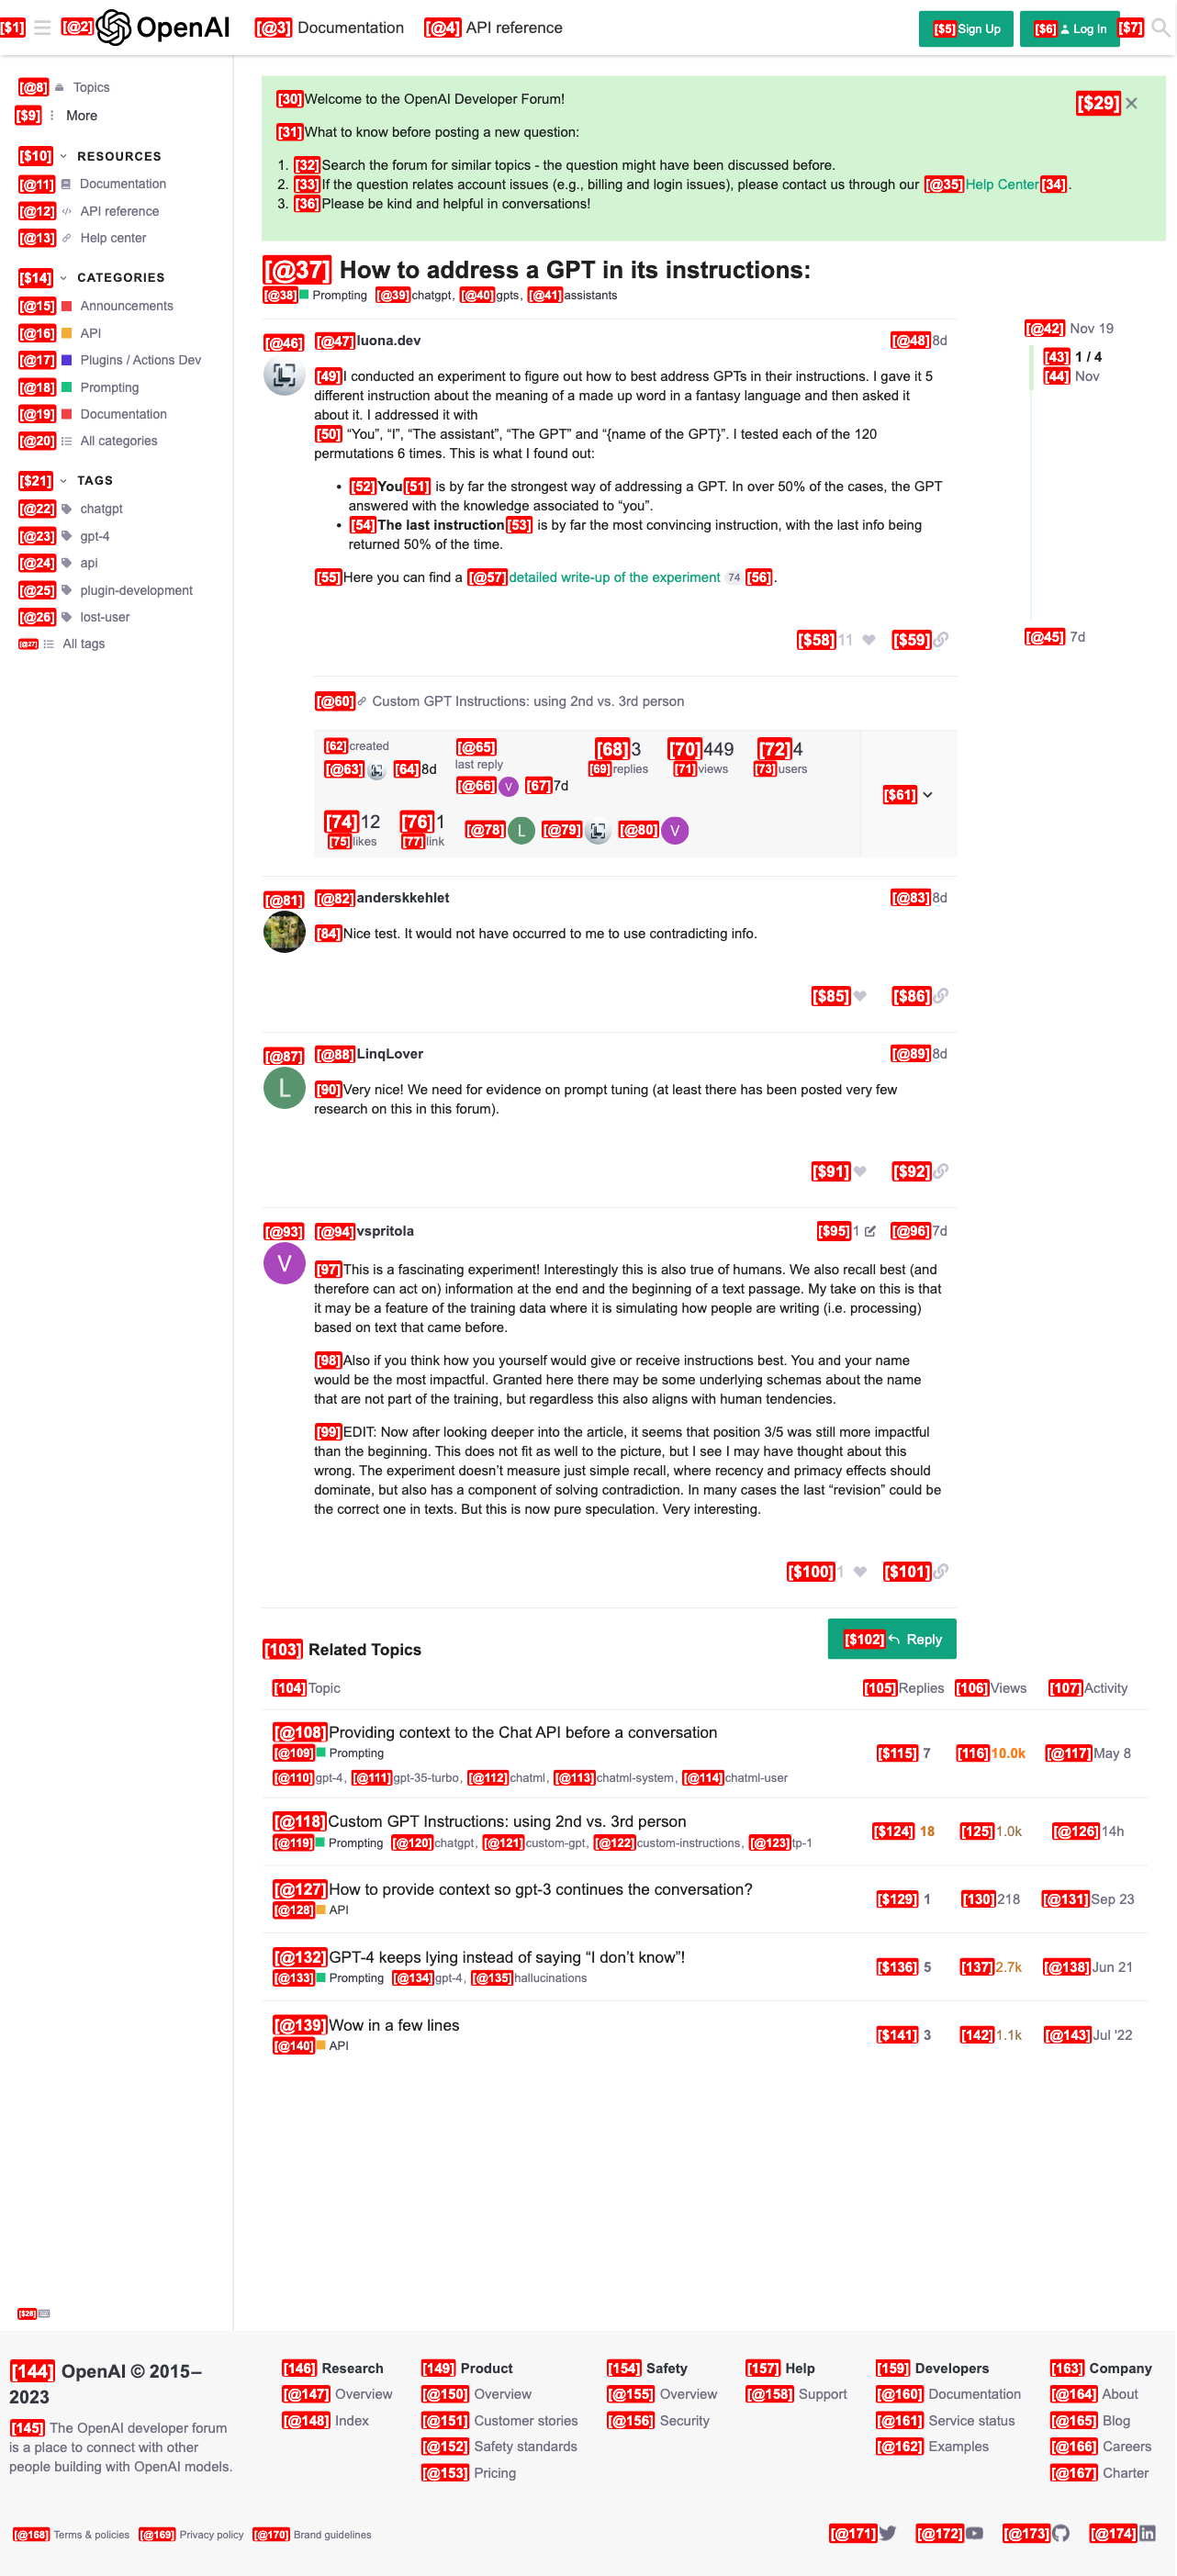 [$1] [@2] OpenAI [@3] Documentation [@4] API reference [$5] Sign Up [$6] Log In [$7]
[@8] Topics
[$9] More
[$10] RESOURCES
[@11] Documentation
[@12] API reference
[@13] Help center
[$14] CATEGORIES
[@15] Announcements
[@16] API
[@17] Plugins / Actions Dev
[@18] Prompting
[@19] Documentation
[@20] All categories
[$21] TAGS
[@22] chatgpt
[@23] gpt-4
[@24] api
[@25] plugin-development
[@26] lost-user
[@27] All tags
[$28]
[30]Welcome to the OpenAI Developer Forum! [$29]
[31]What to know before posting a new question:
1. [32]Search the forum for similar topics - the question might have been discussed before.
2. [33]If the question relates account issues (e.g., billing and login issues), please contact us through our [@35]Help Center[34].
3. [36]Please be kind and helpful in conversations!
[@37] How to address a GPT in its instructions:
[@38] Prompting [@39]chatgpt, [@40]gpts, [@41]assistants
[@42] Nov 19
[43] 1 / 4
[44] Nov
[@45] 7d
[@46] [@47]luona.dev [@48]8d
[49]I conducted an experiment to figure out how to best address GPTs in their instructions. I gave it 5
different instruction about the meaning of a made up word in a fantasy language and then asked it
about it. I addressed it with
[50] “You”, “I”, “The assistant”, “The GPT” and “{name of the GPT}”. I tested each of the 120
permutations 6 times. This is what I found out:
• [52]You[51] is by far the strongest way of addressing a GPT. In over 50% of the cases, the GPT
answered with the knowledge associated to “you”.
• [54]The last instruction[53] is by far the most convincing instruction, with the last info being
returned 50% of the time.
[55]Here you can find a [@57]detailed write-up of the experiment 74 [56].
[$58]11 [$59]
[@60] Custom GPT Instructions: using 2nd vs. 3rd person
[62]created
[@63] [64]8d
[@65]
last reply
[@66] V [67]7d
[68]3
[69]replies
[70]449
[71]views
[72]4
[73]users
[$61]
[74]12
[75]likes
[76]1
[77]link
[@78] L [@79] [@80] V
[@81] [@82]anderskkehlet [@83]8d
[84]Nice test. It would not have occurred to me to use contradicting info.
[$85] [$86]
[@87] [@88]LinqLover [@89]8d
L
[90]Very nice! We need for evidence on prompt tuning (at least there has been posted very few
research on this in this forum).
[$91] [$92]
[@93] [@94]vspritola [$95]1 [@96]7d
V
[97]This is a fascinating experiment! Interestingly this is also true of humans. We also recall best (and
therefore can act on) information at the end and the beginning of a text passage. My take on this is that
it may be a feature of the training data where it is simulating how people are writing (i.e. processing)
based on text that came before.
[98]Also if you think how you yourself would give or receive instructions best. You and your name
would be the most impactful. Granted here there may be some underlying schemas about the name
that are not part of the training, but regardless this also aligns with human tendencies.
[99]EDIT: Now after looking deeper into the article, it seems that position 3/5 was still more impactful
than the beginning. This does not fit as well to the picture, but I see I may have thought about this
wrong. The experiment doesn’t measure just simple recall, where recency and primacy effects should
dominate, but also has a component of solving contradiction. In many cases the last “revision” could be
the correct one in texts. But this is now pure speculation. Very interesting.
[$100]1 [$101]
[$102] Reply
[103] Related Topics
[104]Topic [105]Replies [106]Views [107]Activity
[@108]Providing context to the Chat API before a conversation
[@109] Prompting
[@110]gpt-4, [@111]gpt-35-turbo, [@112]chatml, [@113]chatml-system, [@114]chatml-user
[$115] 7 [116]10.0k [@117]May 8
[@118]Custom GPT Instructions: using 2nd vs. 3rd person
[@119] Prompting [@120]chatgpt, [@121]custom-gpt, [@122]custom-instructions, [@123]tp-1
[$124] 18 [125]1.0k [@126]14h
[@127]How to provide context so gpt-3 continues the conversation?
[@128] API
[$129] 1 [130]218 [@131]Sep 23
[@132]GPT-4 keeps lying instead of saying “I don’t know”!
[@133] Prompting [@134]gpt-4, [@135]hallucinations
[$136] 5 [137]2.7k [@138]Jun 21
[@139]Wow in a few lines
[@140] API
[$141] 3 [142]1.1k [@143]Jul '22
[144] OpenAI © 2015–
2023
[145] The OpenAI developer forum
is a place to connect with other
people building with OpenAI models.
[146] Research
[@147] Overview
[@148] Index
[149] Product
[@150] Overview
[@151] Customer stories
[@152] Safety standards
[@153] Pricing
[154] Safety
[@155] Overview
[@156] Security
[157] Help
[@158] Support
[159] Developers
[@160] Documentation
[@161] Service status
[@162] Examples
[163] Company
[@164] About
[@165] Blog
[@166] Careers
[@167] Charter
[@168] Terms & policies [@169] Privacy policy [@170] Brand guidelines
[@171] [@172] [@173] [@174]